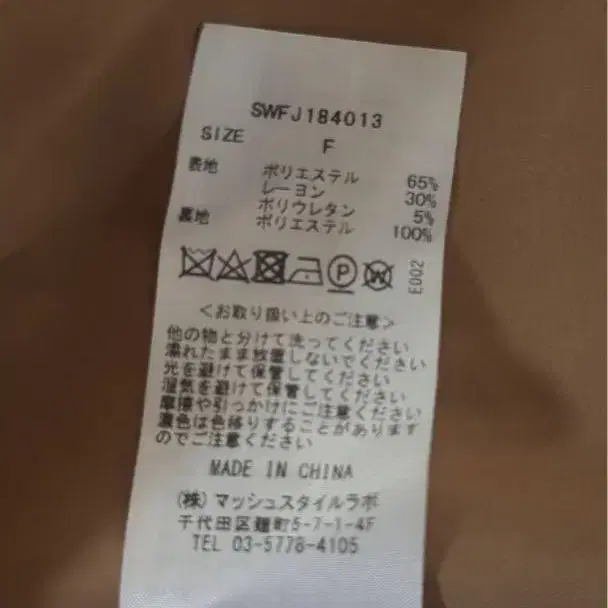 SWFJ184013
SIZE F
表地 ポリエステル 65%
レーヨン 30%
ポリウレタン 5%
裏地 ポリエステル 100%
P W E002
<お取り扱い上のご注意>
他の物と分けて洗ってください
濡れたまま放置しないでください
光を避けて保管してください
湿気を避けて保管してください
摩擦や引っかけにご注意ください
濃色は色移りすることがあります
のでご注意ください
MADE IN CHINA
(株)マッシュスタイルラボ
千代田区麹町5-7-1-4F
TEL 03-5778-4105